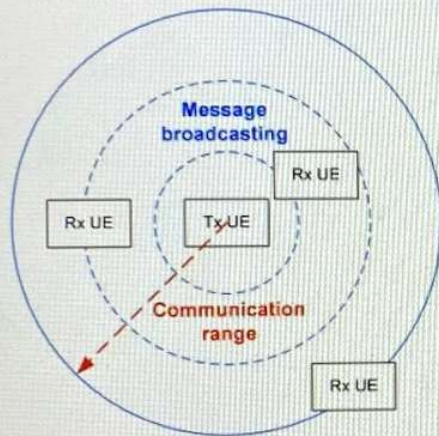 Message
broadcasting
Rx UE
Rx UE
Tx UE
Communication
range
Rx UE